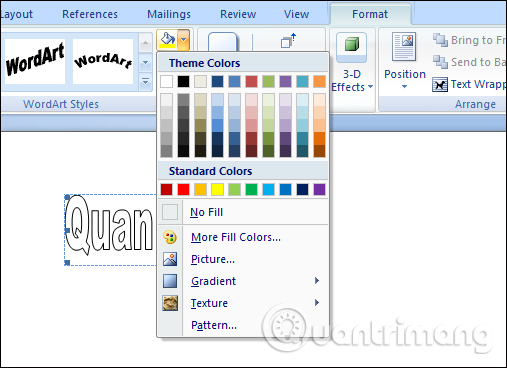 Layout References Mailings Review View Format
WordArt WordArt
WordArt Styles
3-D
Effects
Position
Bring to Fr
Send to Ba
Text Wrapp
Arrange
Theme Colors
Standard Colors
No Fill
More Fill Colors...
Picture...
Gradient
Texture
Pattern...
Quan
Quantrimang